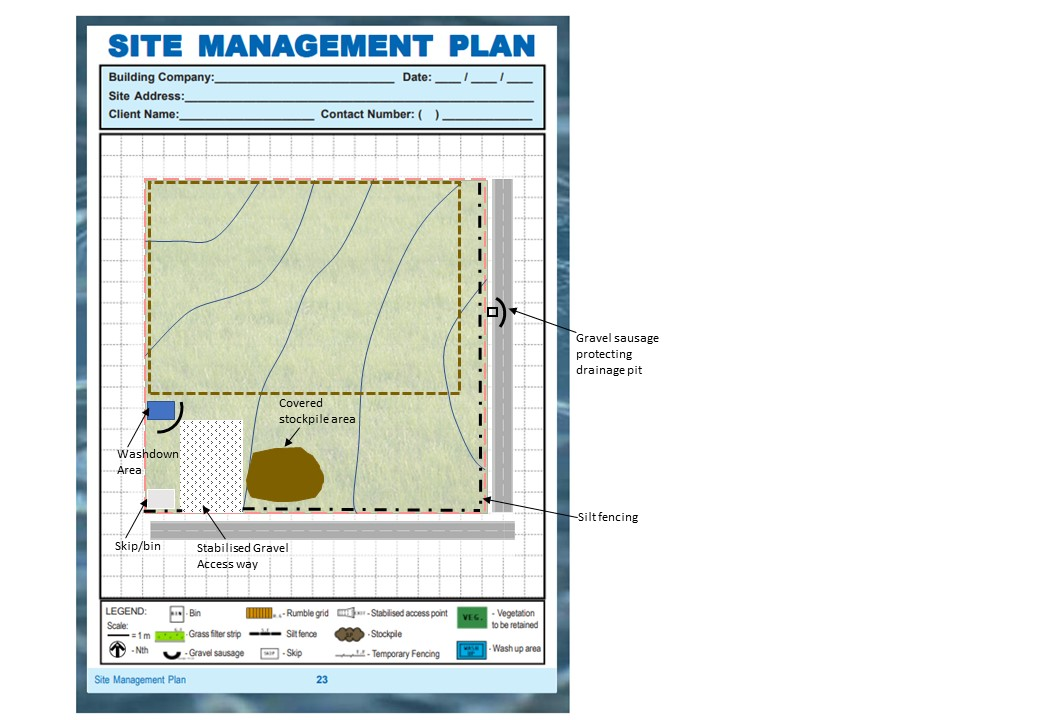 SITE MANAGEMENT PLAN
Building Company:____________________________ Date: ____ / ____ / ____
Site Address:______________________________________________________
Client Name:_____________________ Contact Number: ( ) ______________
Gravel sausage
protecting
drainage pit
Covered
stockpile area
Washdown
Area
Silt fencing
Skip/bin
Stabilised Gravel
Access way
LEGEND:
Scale:
= 1 m
- Nth
BIN - Bin
- Grass filter strip
- Gravel sausage
- Rumble grid
- Silt fence
SKIP - Skip
- Stabilised access point
- Stockpile
- Temporary Fencing
VEG. - Vegetation
to be retained
WASH UP - Wash up area
Site Management Plan 23